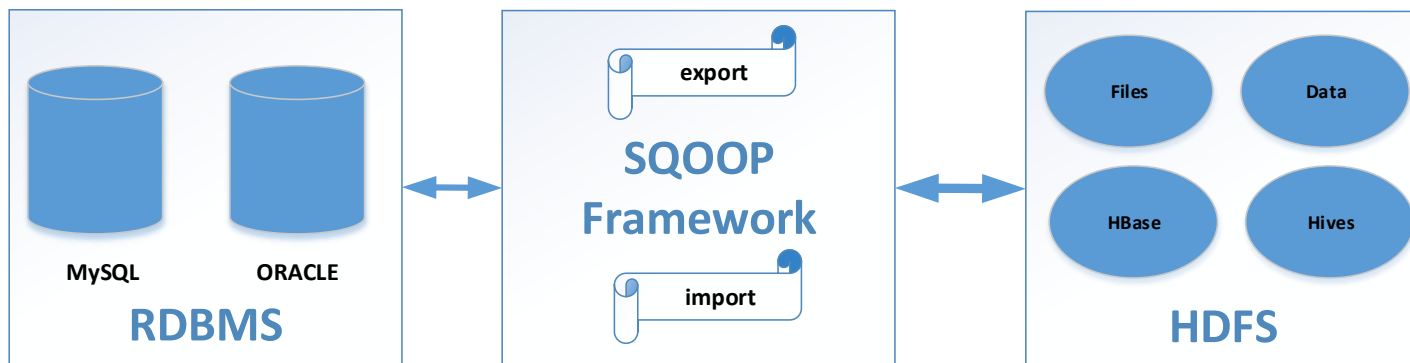 MySQL
ORACLE
RDBMS
export
SQOOP
Framework
import
Files
Data
HBase
Hives
HDFS